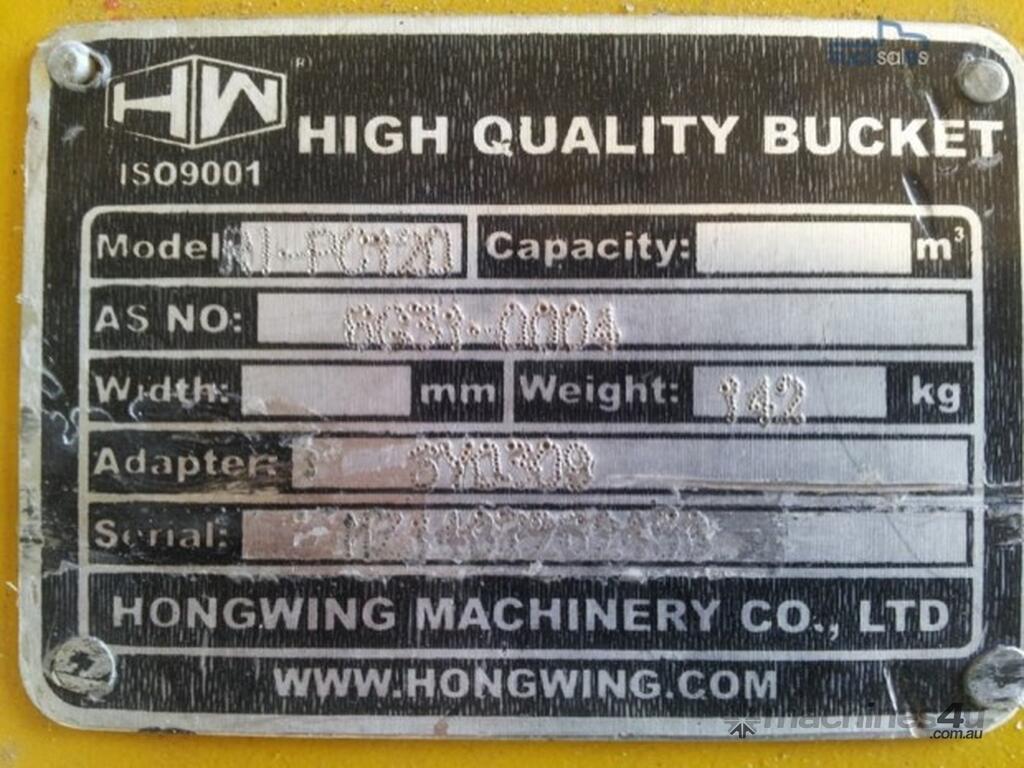 HW ®
HIGH QUALITY BUCKET
ISO9001
Model: Capacity: m³
AS NO:
Width: mm Weight: 142 kg
Adapter:
Serial:
HONGWING MACHINERY CO., LTD
WWW.HONGWING.COM
sales
machines4u
.com.au